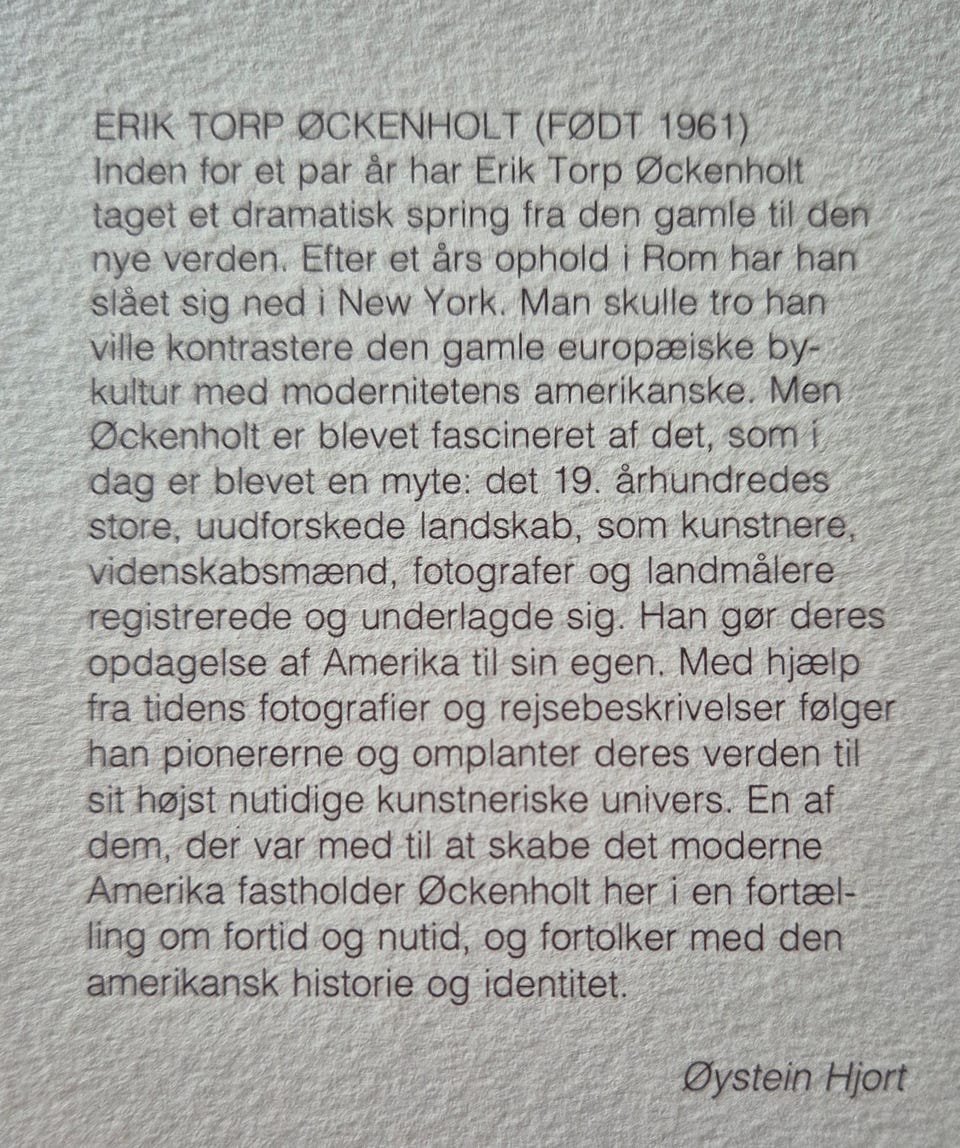 ERIK TORP ØCKENHOLT (FØDT 1961)
Inden for et par år har Erik Torp Øckenholt
taget et dramatisk spring fra den gamle til den
nye verden. Efter et års ophold i Rom har han
slået sig ned i New York. Man skulle tro han
ville kontrastere den gamle europæiske by-
kultur med modernitetens amerikanske. Men
Øckenholt er blevet fascineret af det, som i
dag er blevet en myte: det 19. århundredes
store, uudforskede landskab, som kunstnere,
videnskabsmænd, fotografer og landmålere
registrerede og underlagde sig. Han gør deres
opdagelse af Amerika til sin egen. Med hjælp
fra tidens fotografier og rejsebeskrivelser følger
han pionererne og omplanter deres verden til
sit højst nutidige kunstneriske univers. En af
dem, der var med til at skabe det moderne
Amerika fastholder Øckenholt her i en fortæl-
ling om fortid og nutid, og fortolker med den
amerikansk historie og identitet.
Øystein Hjort